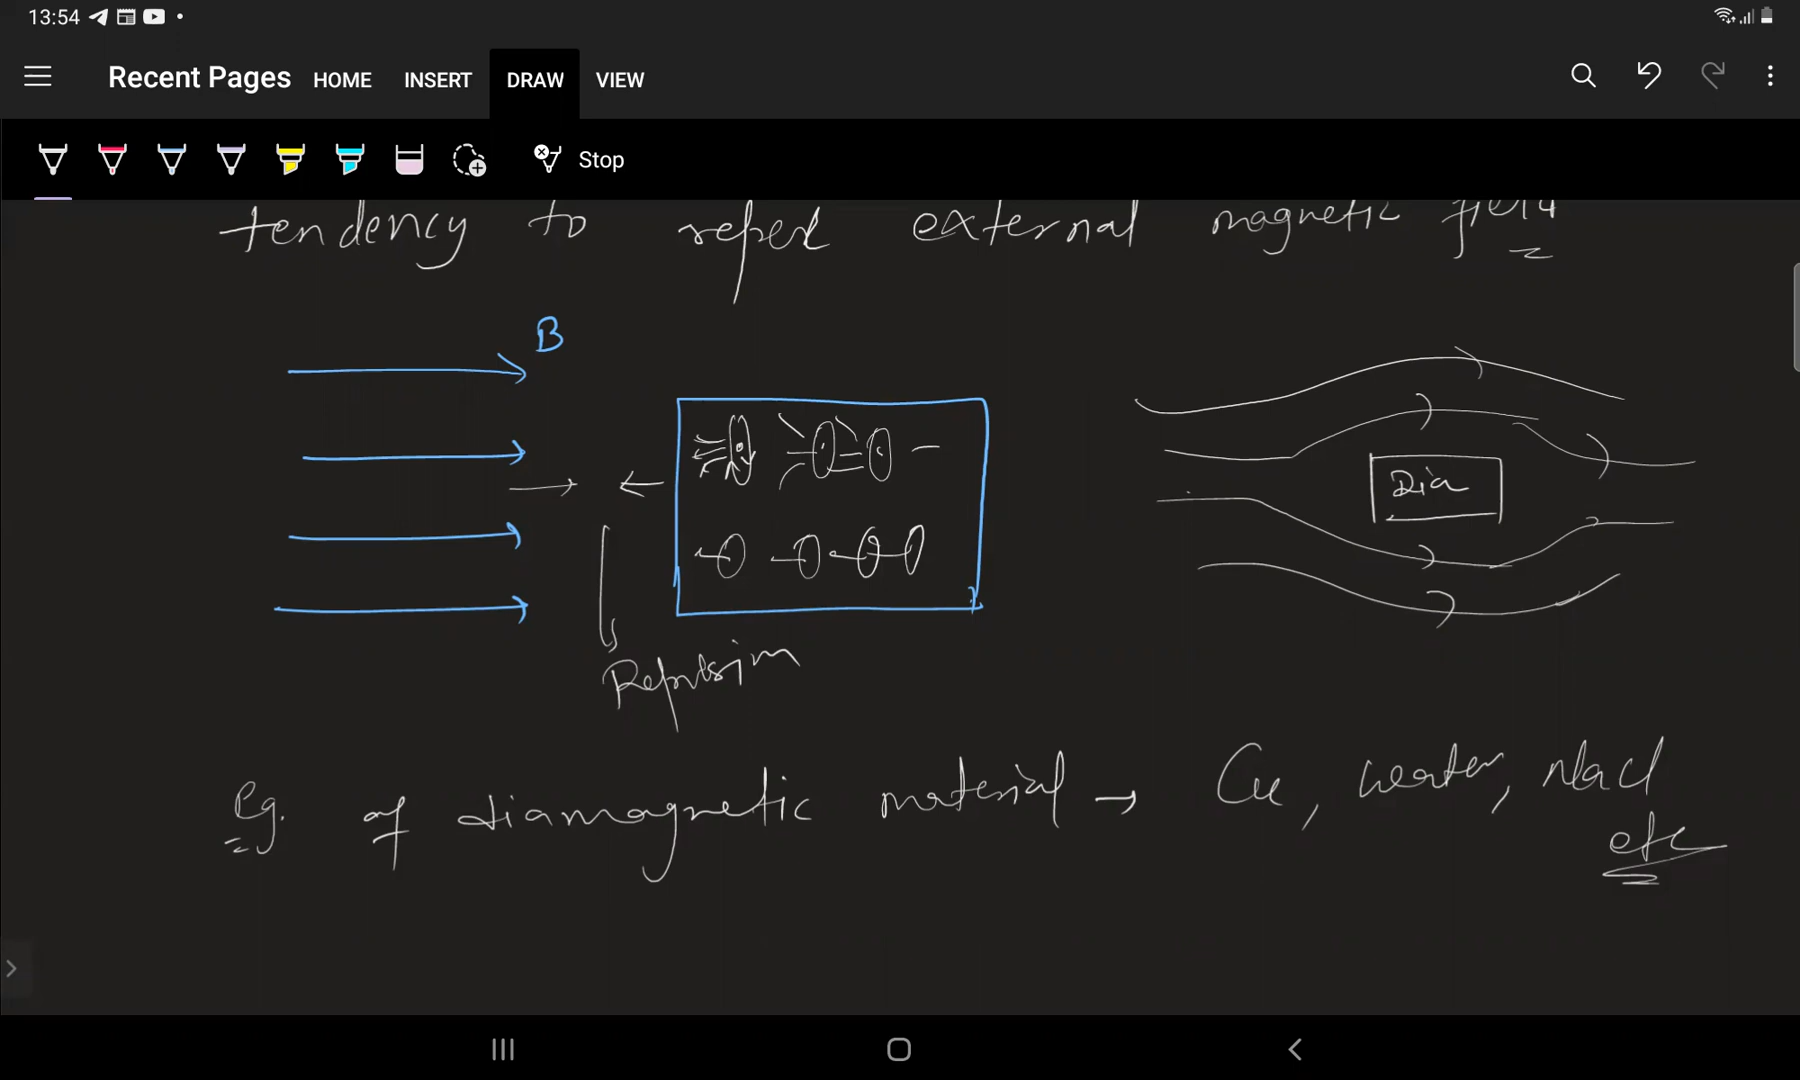 13:54
Recent Pages HOME INSERT DRAW VIEW
Stop
tendency to repel external magnetic field
B
Dia
Repulsion
eg. of diamagnetic material → Cu, water, Nacl
etc